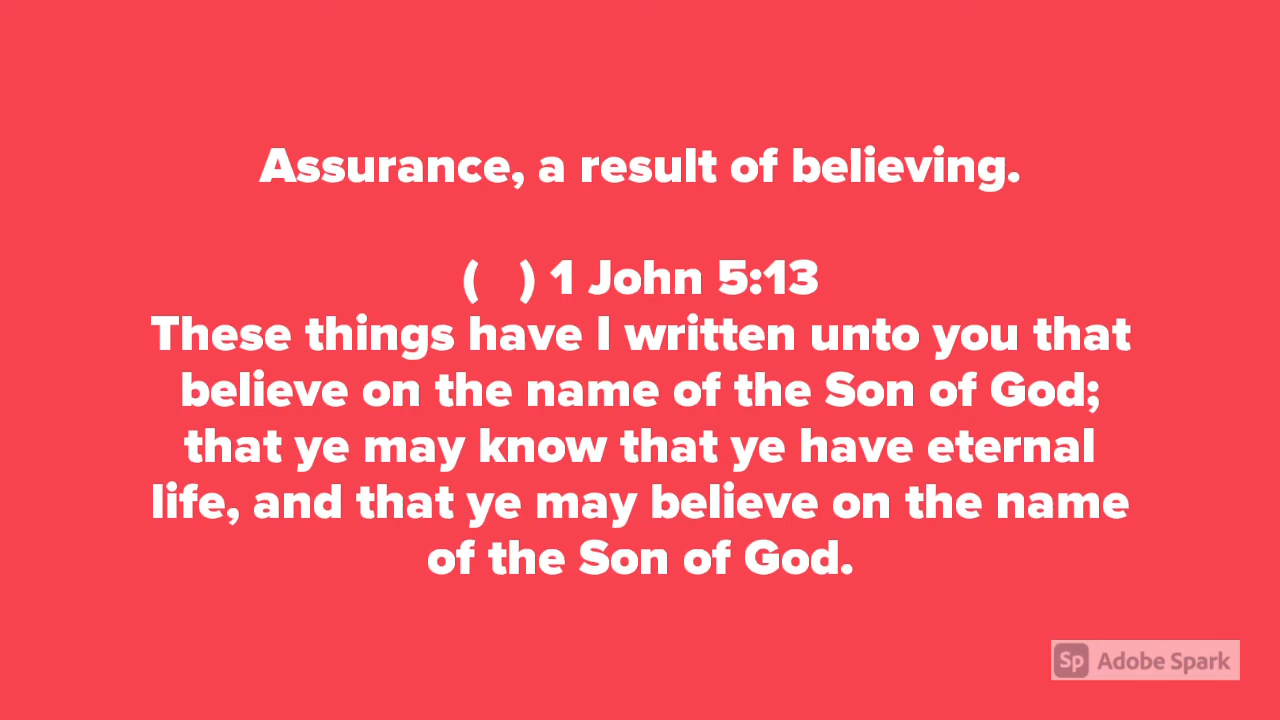 Assurance, a result of believing.
(   ) 1 John 5:13
These things have I written unto you that
believe on the name of the Son of God;
that ye may know that ye have eternal
life, and that ye may believe on the name
of the Son of God.
Sp Adobe Spark